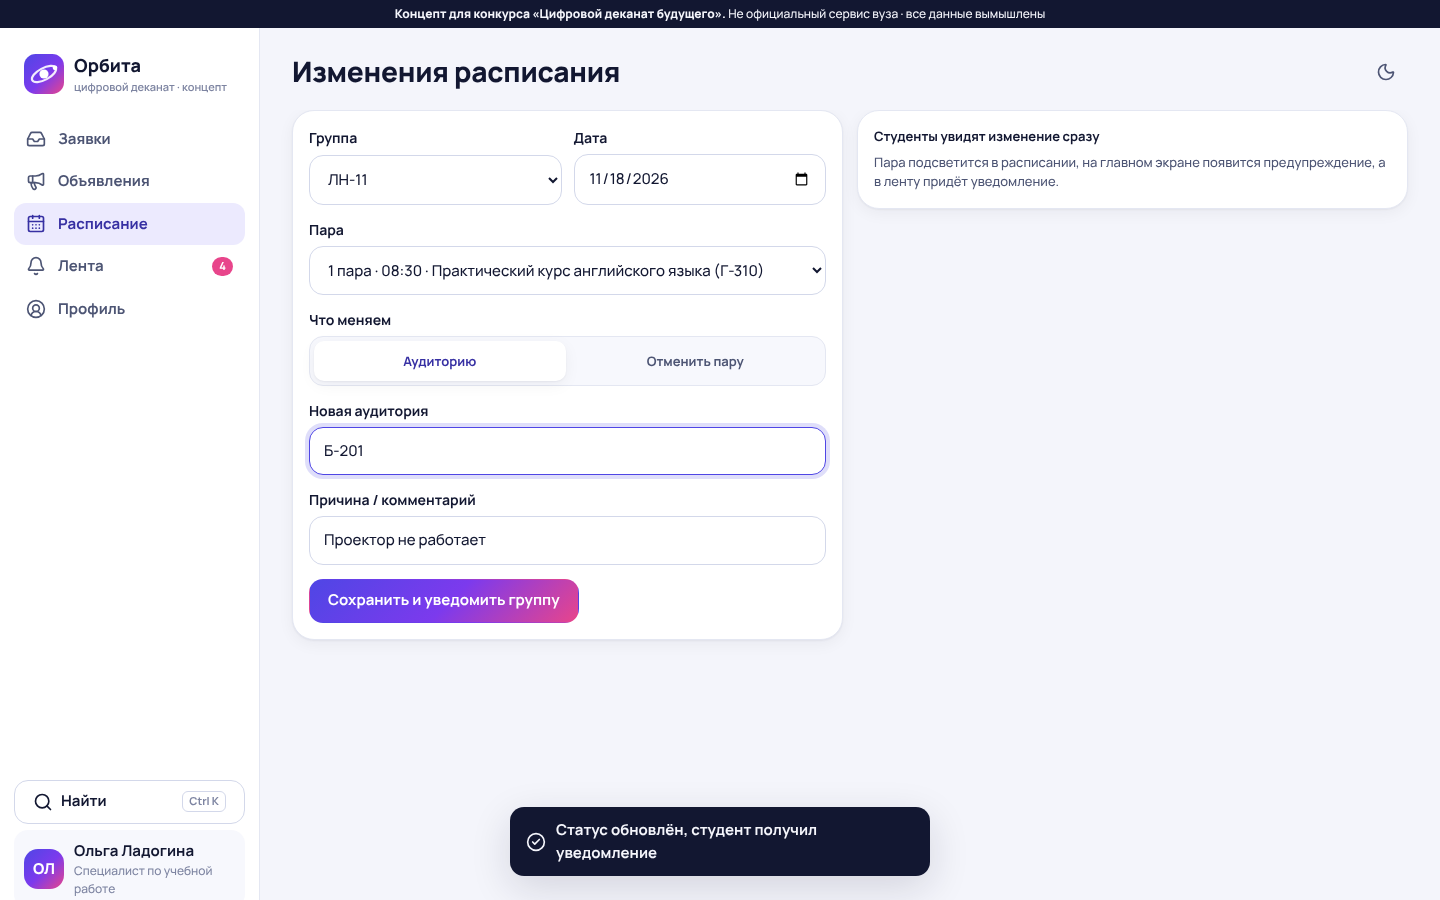 Концепт для конкурса «Цифровой деканат будущего». Не официальный сервис вуза · все данные вымышлены
Орбита
цифровой деканат · концепт
Заявки
Объявления
Расписание
Лента
4
Профиль
Найти
Ctrl K
ОЛ
Ольга Ладогина
Специалист по учебной
работе
Изменения расписания
Группа
Дата
ЛН-11
11/18/2026
Пара
1 пара · 08:30 · Практический курс английского языка (Г-310)
Что меняем
Аудиторию
Отменить пару
Новая аудитория
Б-201
Причина / комментарий
Проектор не работает
Сохранить и уведомить группу
Студенты увидят изменение сразу
Пара подсветится в расписании, на главном экране появится предупреждение, а
в ленту придёт уведомление.
Статус обновлён, студент получил
уведомление